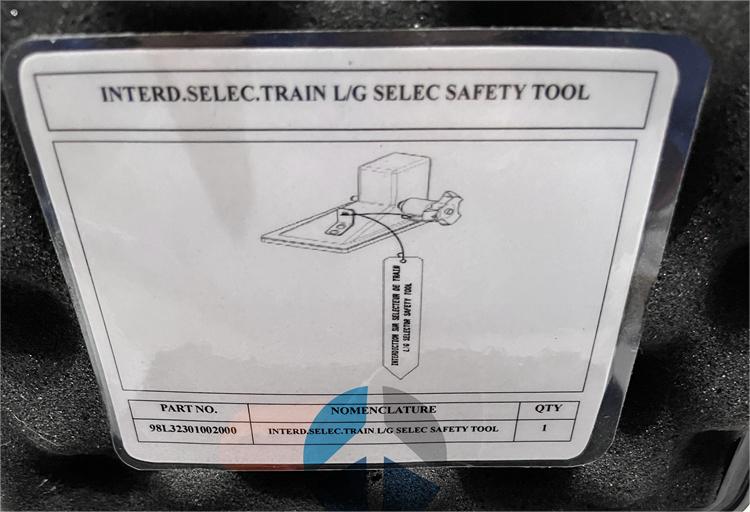 INTERD.SELEC.TRAIN L/G SELEC SAFETY TOOL
INTERDICTION SUR SELECTEUR DE TRAIN
L/G SELECTOR SAFETY TOOL
PART NO. NOMENCLATURE QTY
98L32301002000 INTERD.SELEC.TRAIN L/G SELEC SAFETY TOOL 1